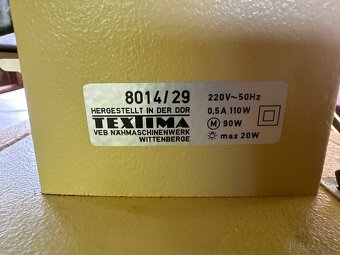 8014/29
HERGESTELLT IN DER DDR
TEXTIMA
VEB NÄHMASCHINENWERK
WITTENBERGE
220V~50Hz
0,5A 110W
M 90W
max 20W